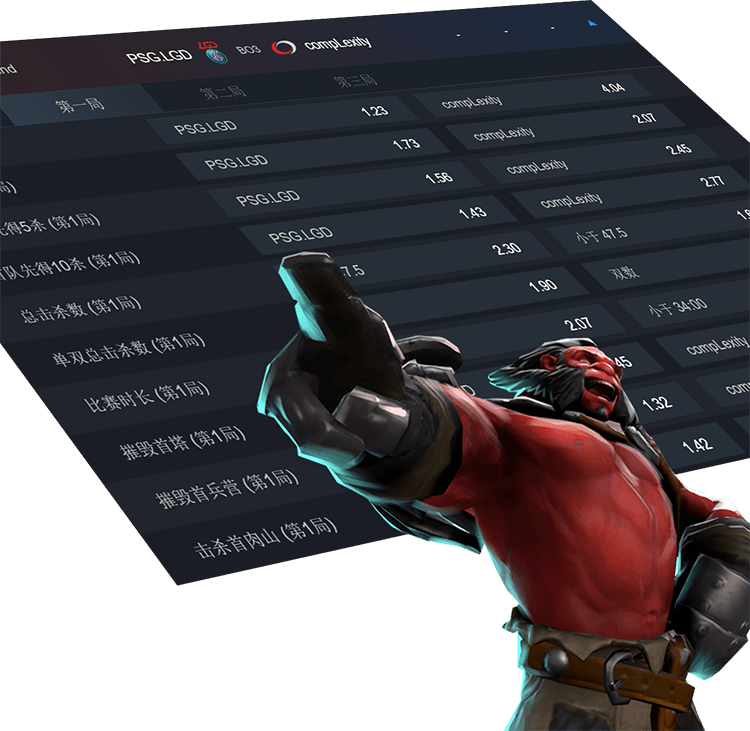 nd PSG.LGD LGD BO3 compLexity
第一局 第二局 第三局
PSG.LGD 1.23 compLexity 4.04
局) PSG.LGD 1.73 compLexity 2.07
得5杀 (第1局) PSG.LGD 1.56 compLexity 2.45
队先得10杀 (第1局) PSG.LGD 1.43 compLexity 2.77
总击杀数 (第1局) 7.5 2.30 小于 47.5
单双总击杀数 (第1局) 1.90 双数
比赛时长 (第1局) 2.07 小于 34:00
摧毁首塔 (第1局) 45 compLexity
摧毁首兵营 (第1局) 1.32
击杀首肉山 (第1局) 1.42